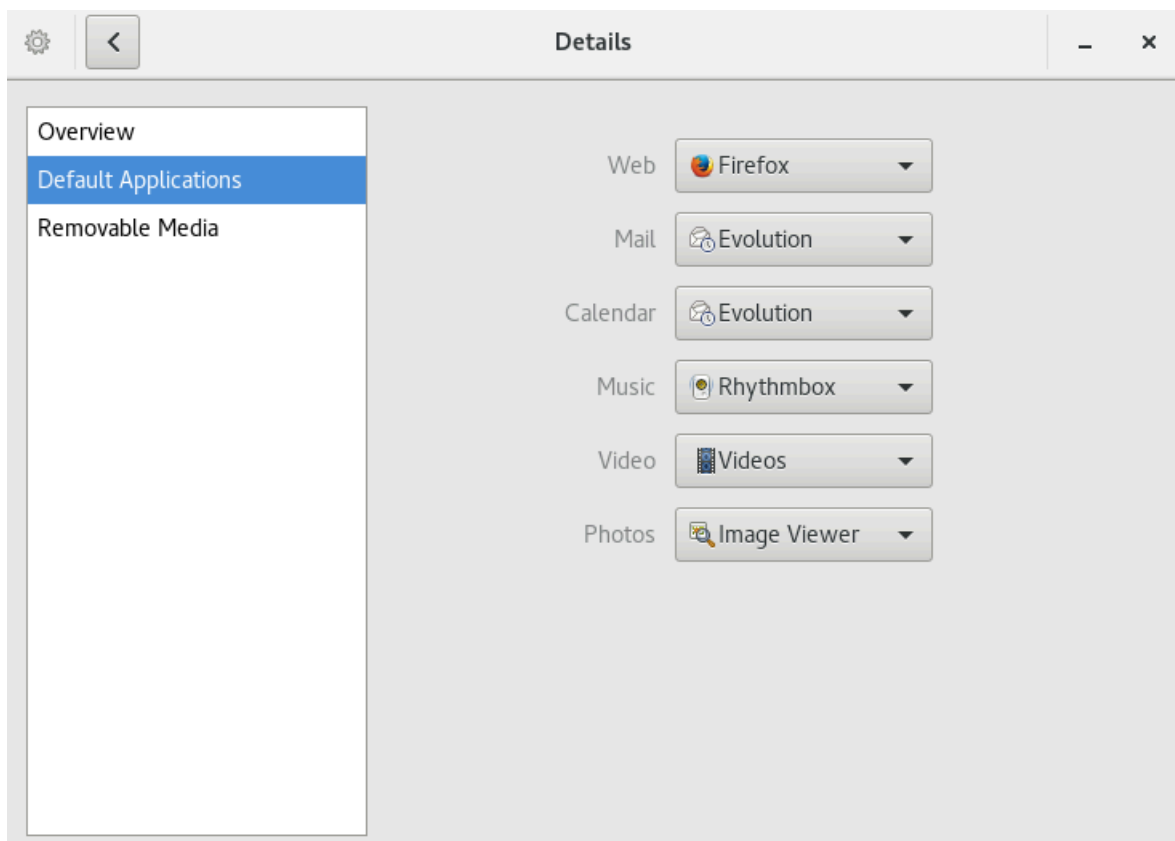 Details
Overview
Default Applications
Removable Media
Web Firefox
Mail Evolution
Calendar Evolution
Music Rhythmbox
Video Videos
Photos Image Viewer